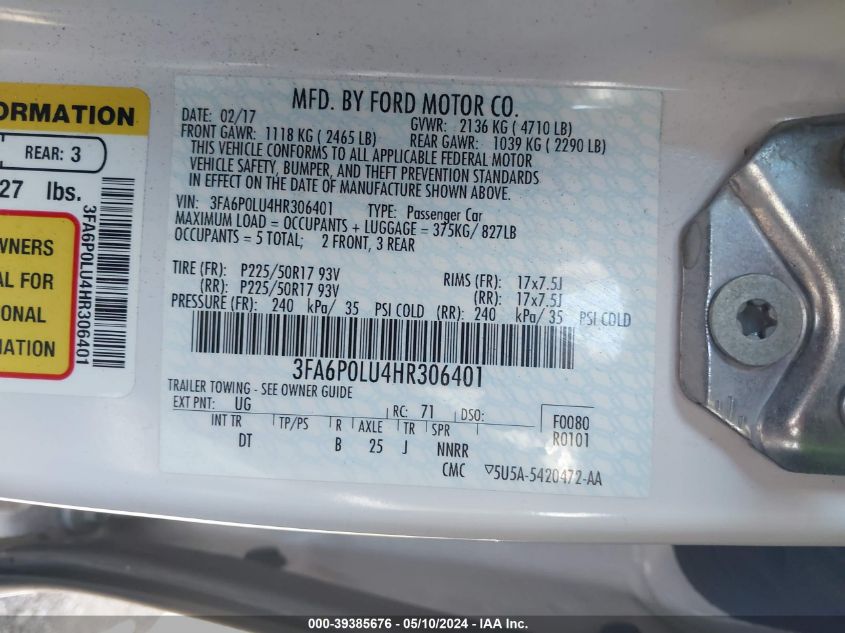 ORMATION
REAR: 3
27 lbs.
WNERS
AL FOR
ONAL
MATION
3FA6P0LU4HR306401
MFD. BY FORD MOTOR CO.
DATE: 02/17 GVWR: 2136 KG ( 4710 LB)
FRONT GAWR: 1118 KG ( 2465 LB) REAR GAWR: 1039 KG ( 2290 LB)
THIS VEHICLE CONFORMS TO ALL APPLICABLE FEDERAL MOTOR
VEHICLE SAFETY, BUMPER, AND THEFT PREVENTION STANDARDS
IN EFFECT ON THE DATE OF MANUFACTURE SHOWN ABOVE.
VIN: 3FA6P0LU4HR306401 TYPE: Passenger Car
MAXIMUM LOAD = OCCUPANTS + LUGGAGE = 375KG/ 827LB
OCCUPANTS = 5 TOTAL; 2 FRONT, 3 REAR
TIRE (FR): P225/50R17 93V RIMS (FR): 17x7.5J
(RR): P225/50R17 93V (RR): 17x7.5J
PRESSURE (FR): 240 kPa/ 35 PSI COLD (RR): 240 kPa/ 35 PSI COLD
3FA6P0LU4HR306401
TRAILER TOWING - SEE OWNER GUIDE
EXT PNT: UG RC: 71 DSO: F0080
INT TR TP/PS R AXLE TR SPR R0101
DT B 25 J NNRR
CMC ▽5U5A-5420472-AA
000-39385676 - 05/10/2024 - IAA Inc.